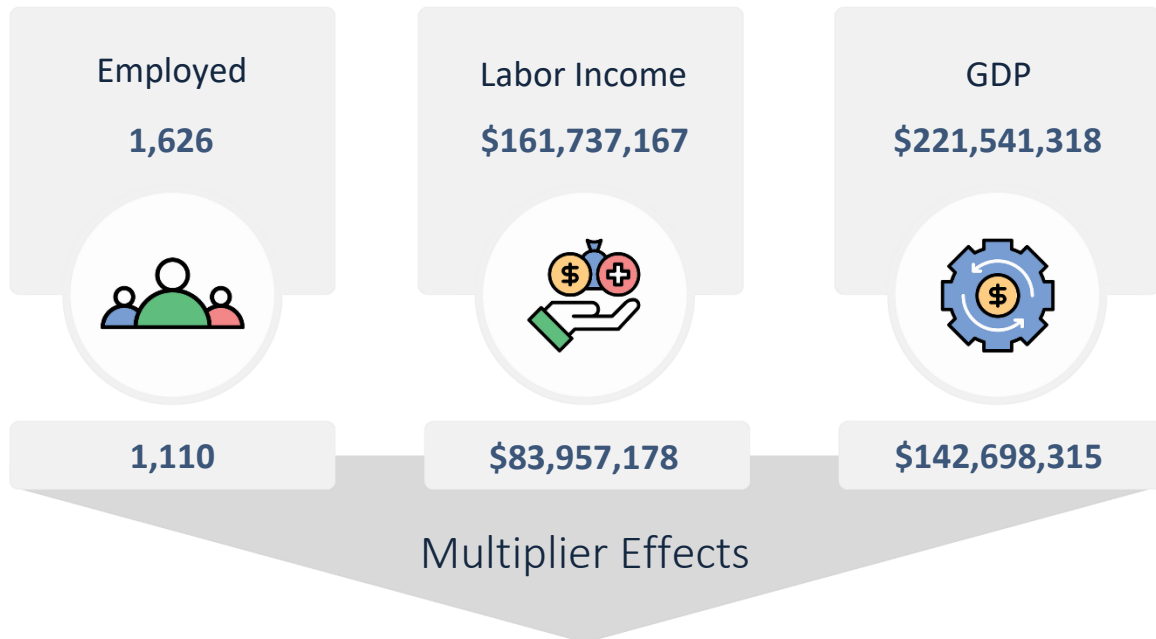 Employed
1,626
Labor Income
$161,737,167
GDP
$221,541,318
$
$
1,110
$83,957,178
$142,698,315
Multiplier Effects